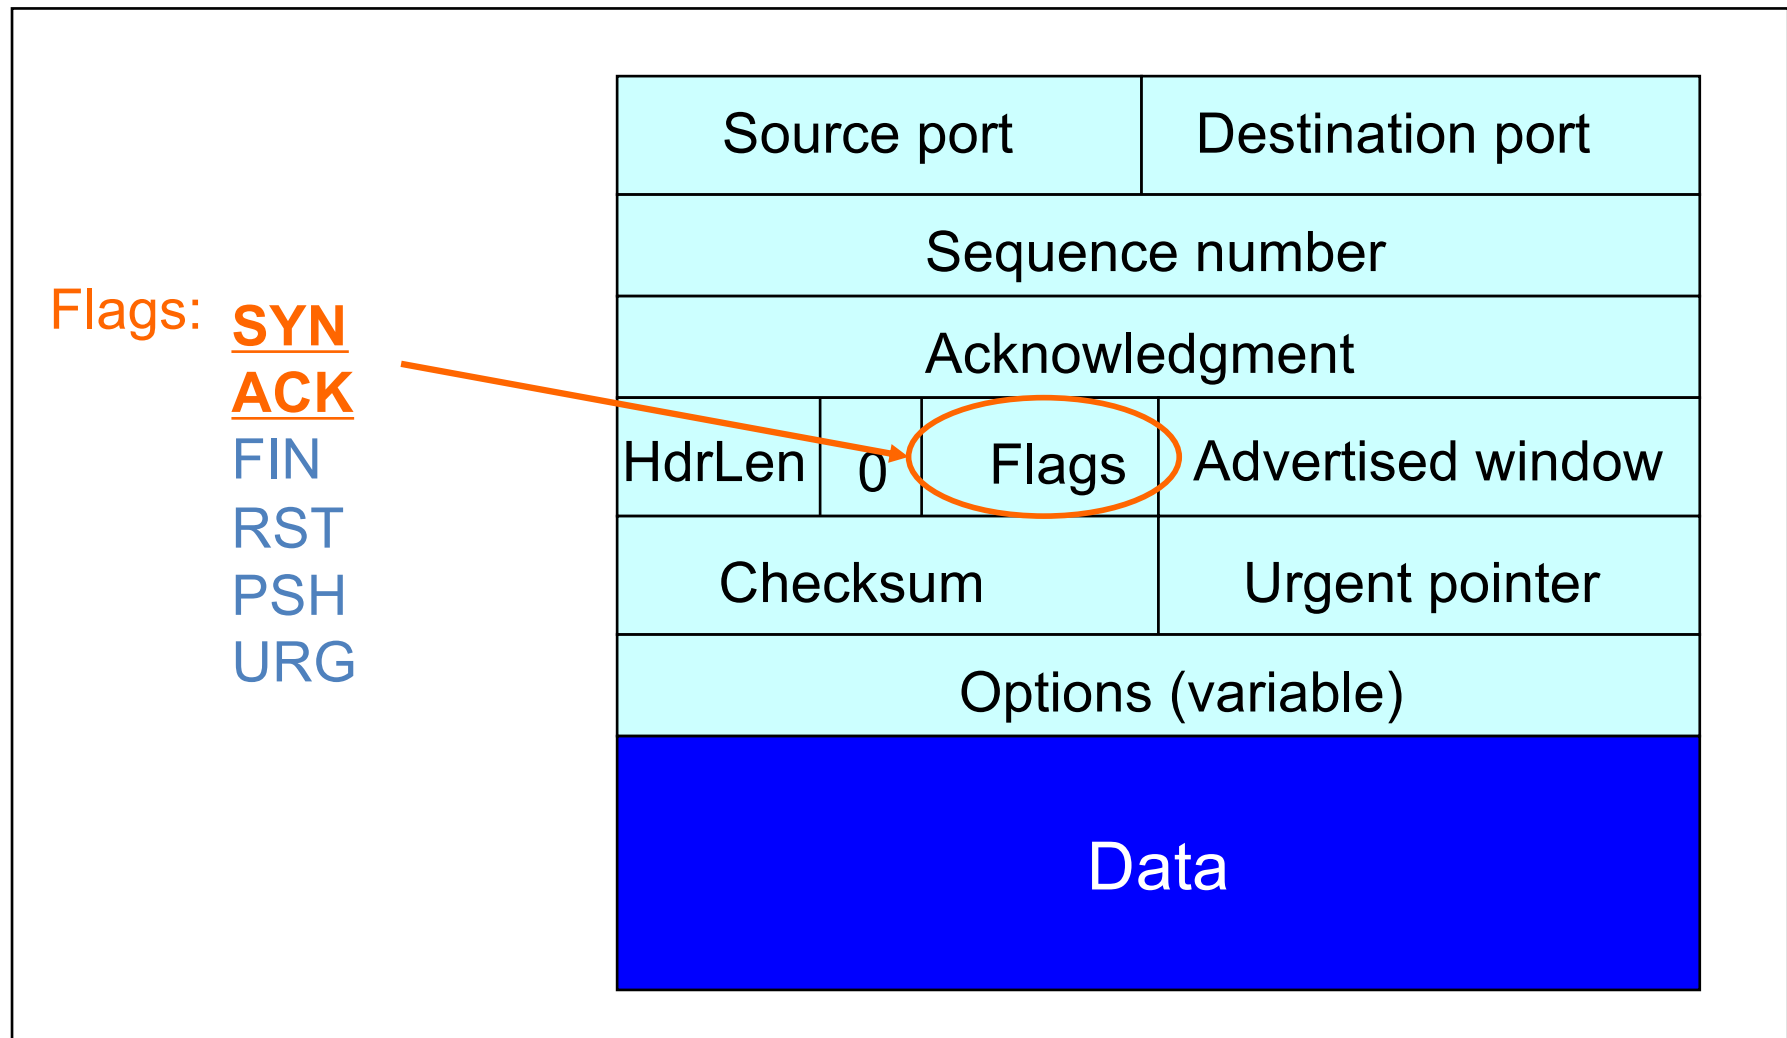 Flags:
SYN
ACK
FIN
RST
PSH
URG
Source port Destination port
Sequence number
Acknowledgment
HdrLen 0 Flags Advertised window
Checksum Urgent pointer
Options (variable)
Data